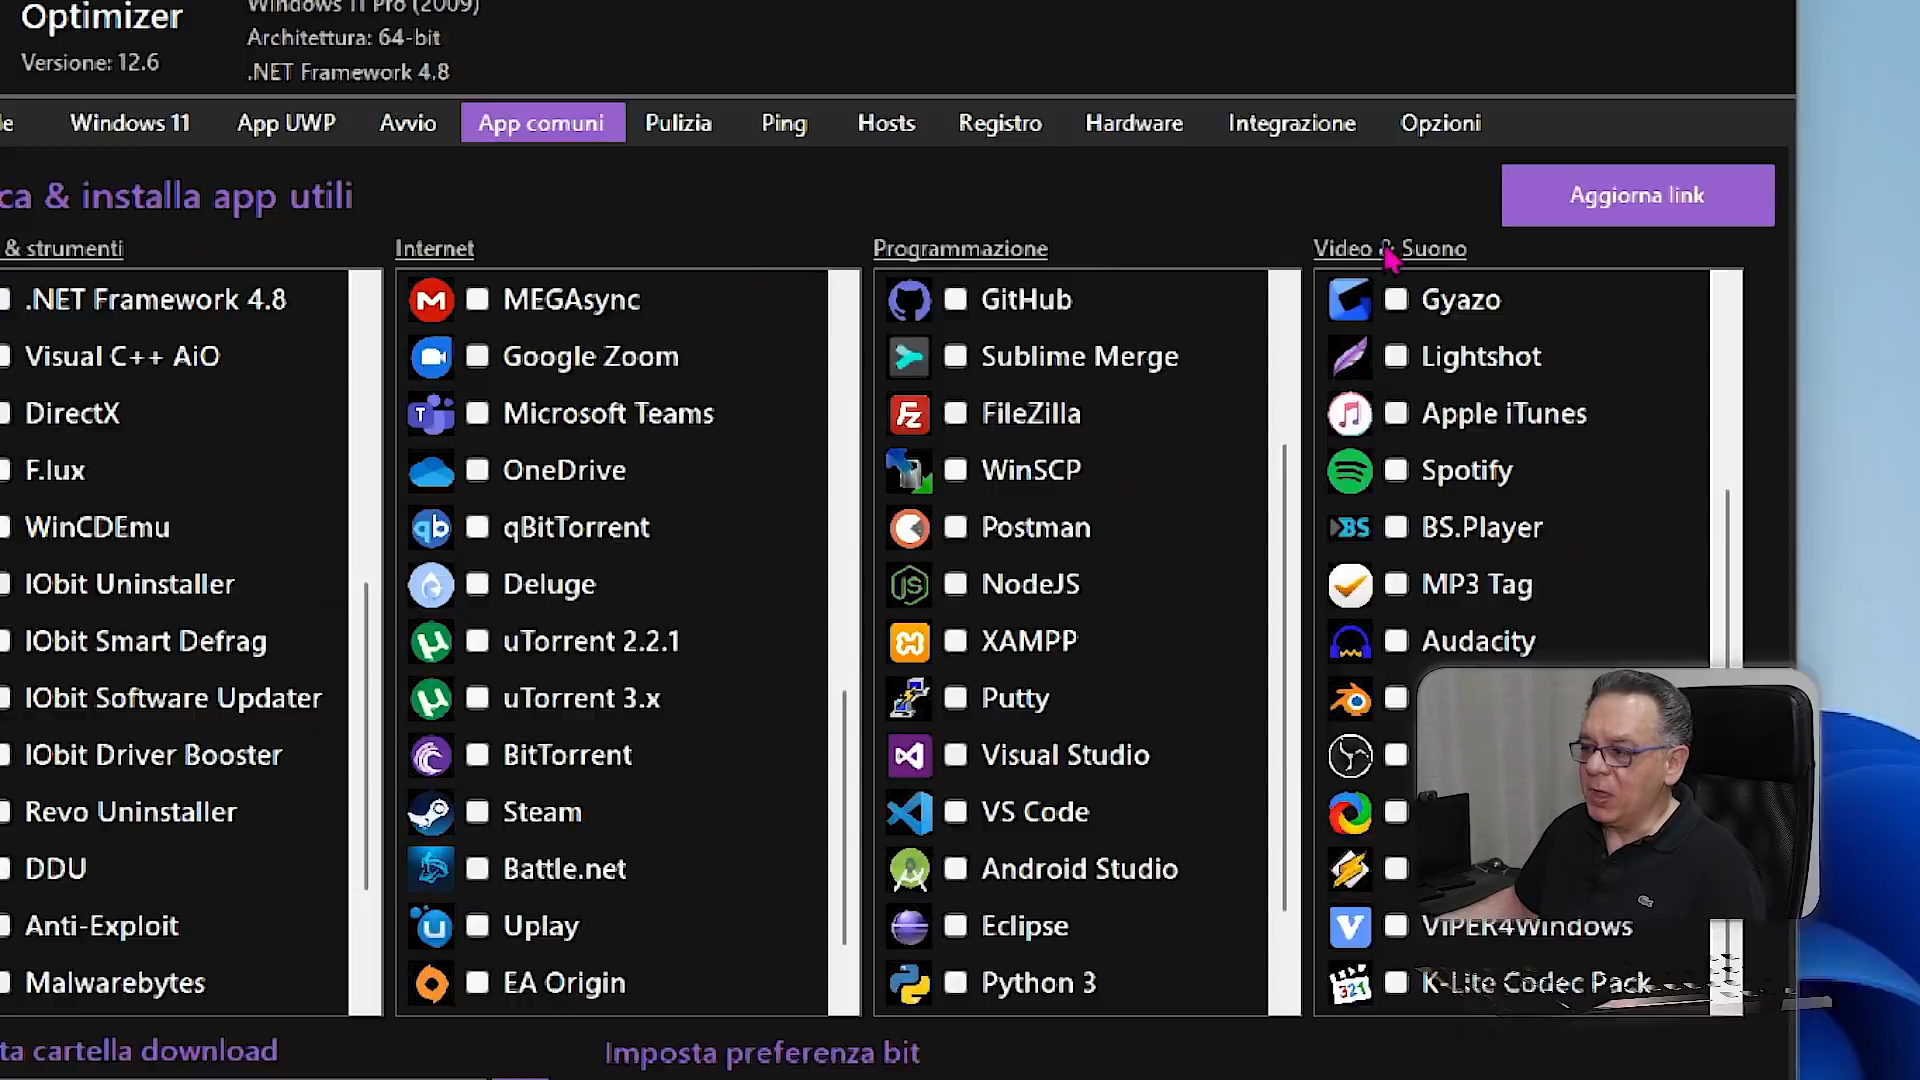 Optimizer
Versione: 12.6
Windows 11 Pro (2009)
Architettura: 64-bit
.NET Framework 4.8
Windows 11
App UWP
Avvio
App comuni
Pulizia
Ping
Hosts
Registro
Hardware
Integrazione
Opzioni
ca & installa app utili
Aggiorna link
& strumenti
.NET Framework 4.8
Visual C++ AiO
DirectX
F.lux
WinCDEmu
IObit Uninstaller
IObit Smart Defrag
IObit Software Updater
IObit Driver Booster
Revo Uninstaller
DDU
Anti-Exploit
Malwarebytes
Internet
MEGAsync
Google Zoom
Microsoft Teams
OneDrive
qBitTorrent
Deluge
uTorrent 2.2.1
uTorrent 3.x
BitTorrent
Steam
Battle.net
Uplay
EA Origin
Programmazione
GitHub
Sublime Merge
FileZilla
WinSCP
Postman
NodeJS
XAMPP
Putty
Visual Studio
VS Code
Android Studio
Eclipse
Python 3
Video & Suono
Gyazo
Lightshot
Apple iTunes
Spotify
BS.Player
MP3 Tag
Audacity
ViPER4Windows
K-Lite Codec Pack
ta cartella download
Imposta preferenza bit